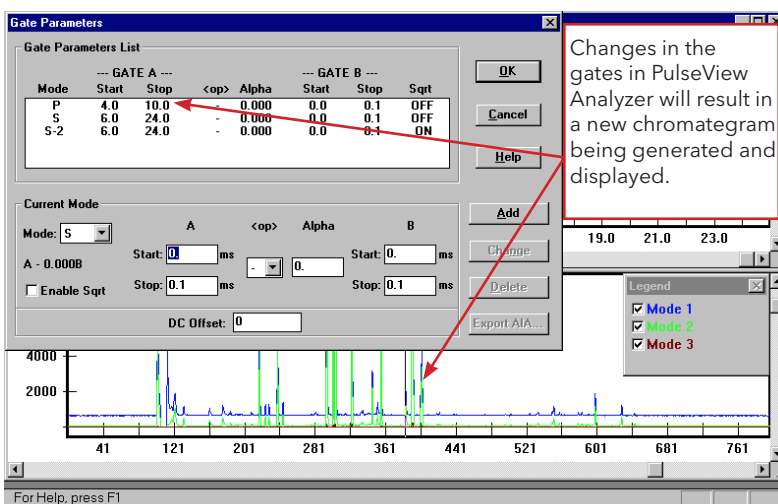 Gate Parameters
Gate Parameters List
--- GATE A --- --- GATE B ---
Mode Start Stop <op> Alpha Start Stop Sqrt
P 4.0 10.0 - 0.000 0.0 0.1 OFF
S 6.0 24.0 - 0.000 0.0 0.1 OFF
S-2 6.0 24.0 - 0.000 0.0 0.1 ON
OK
Cancel
Help
Changes in the
gates in PulseView
Analyzer will result in
a new chromategram
being generated and
displayed.
Current Mode
Mode: S
A <op> Alpha B
Start: 0. ms - 0. Start: 0. ms
A - 0.000B
Enable Sqrt
Stop: 0.1 ms Stop: 0.1 ms
DC Offset: 0
Add
Change
Delete
Export AIA...
19.0 21.0 23.0
Legend
Mode 1
Mode 2
Mode 3
4000
2000
41 121 201 281 361 441 521 601 681 761
For Help, press F1